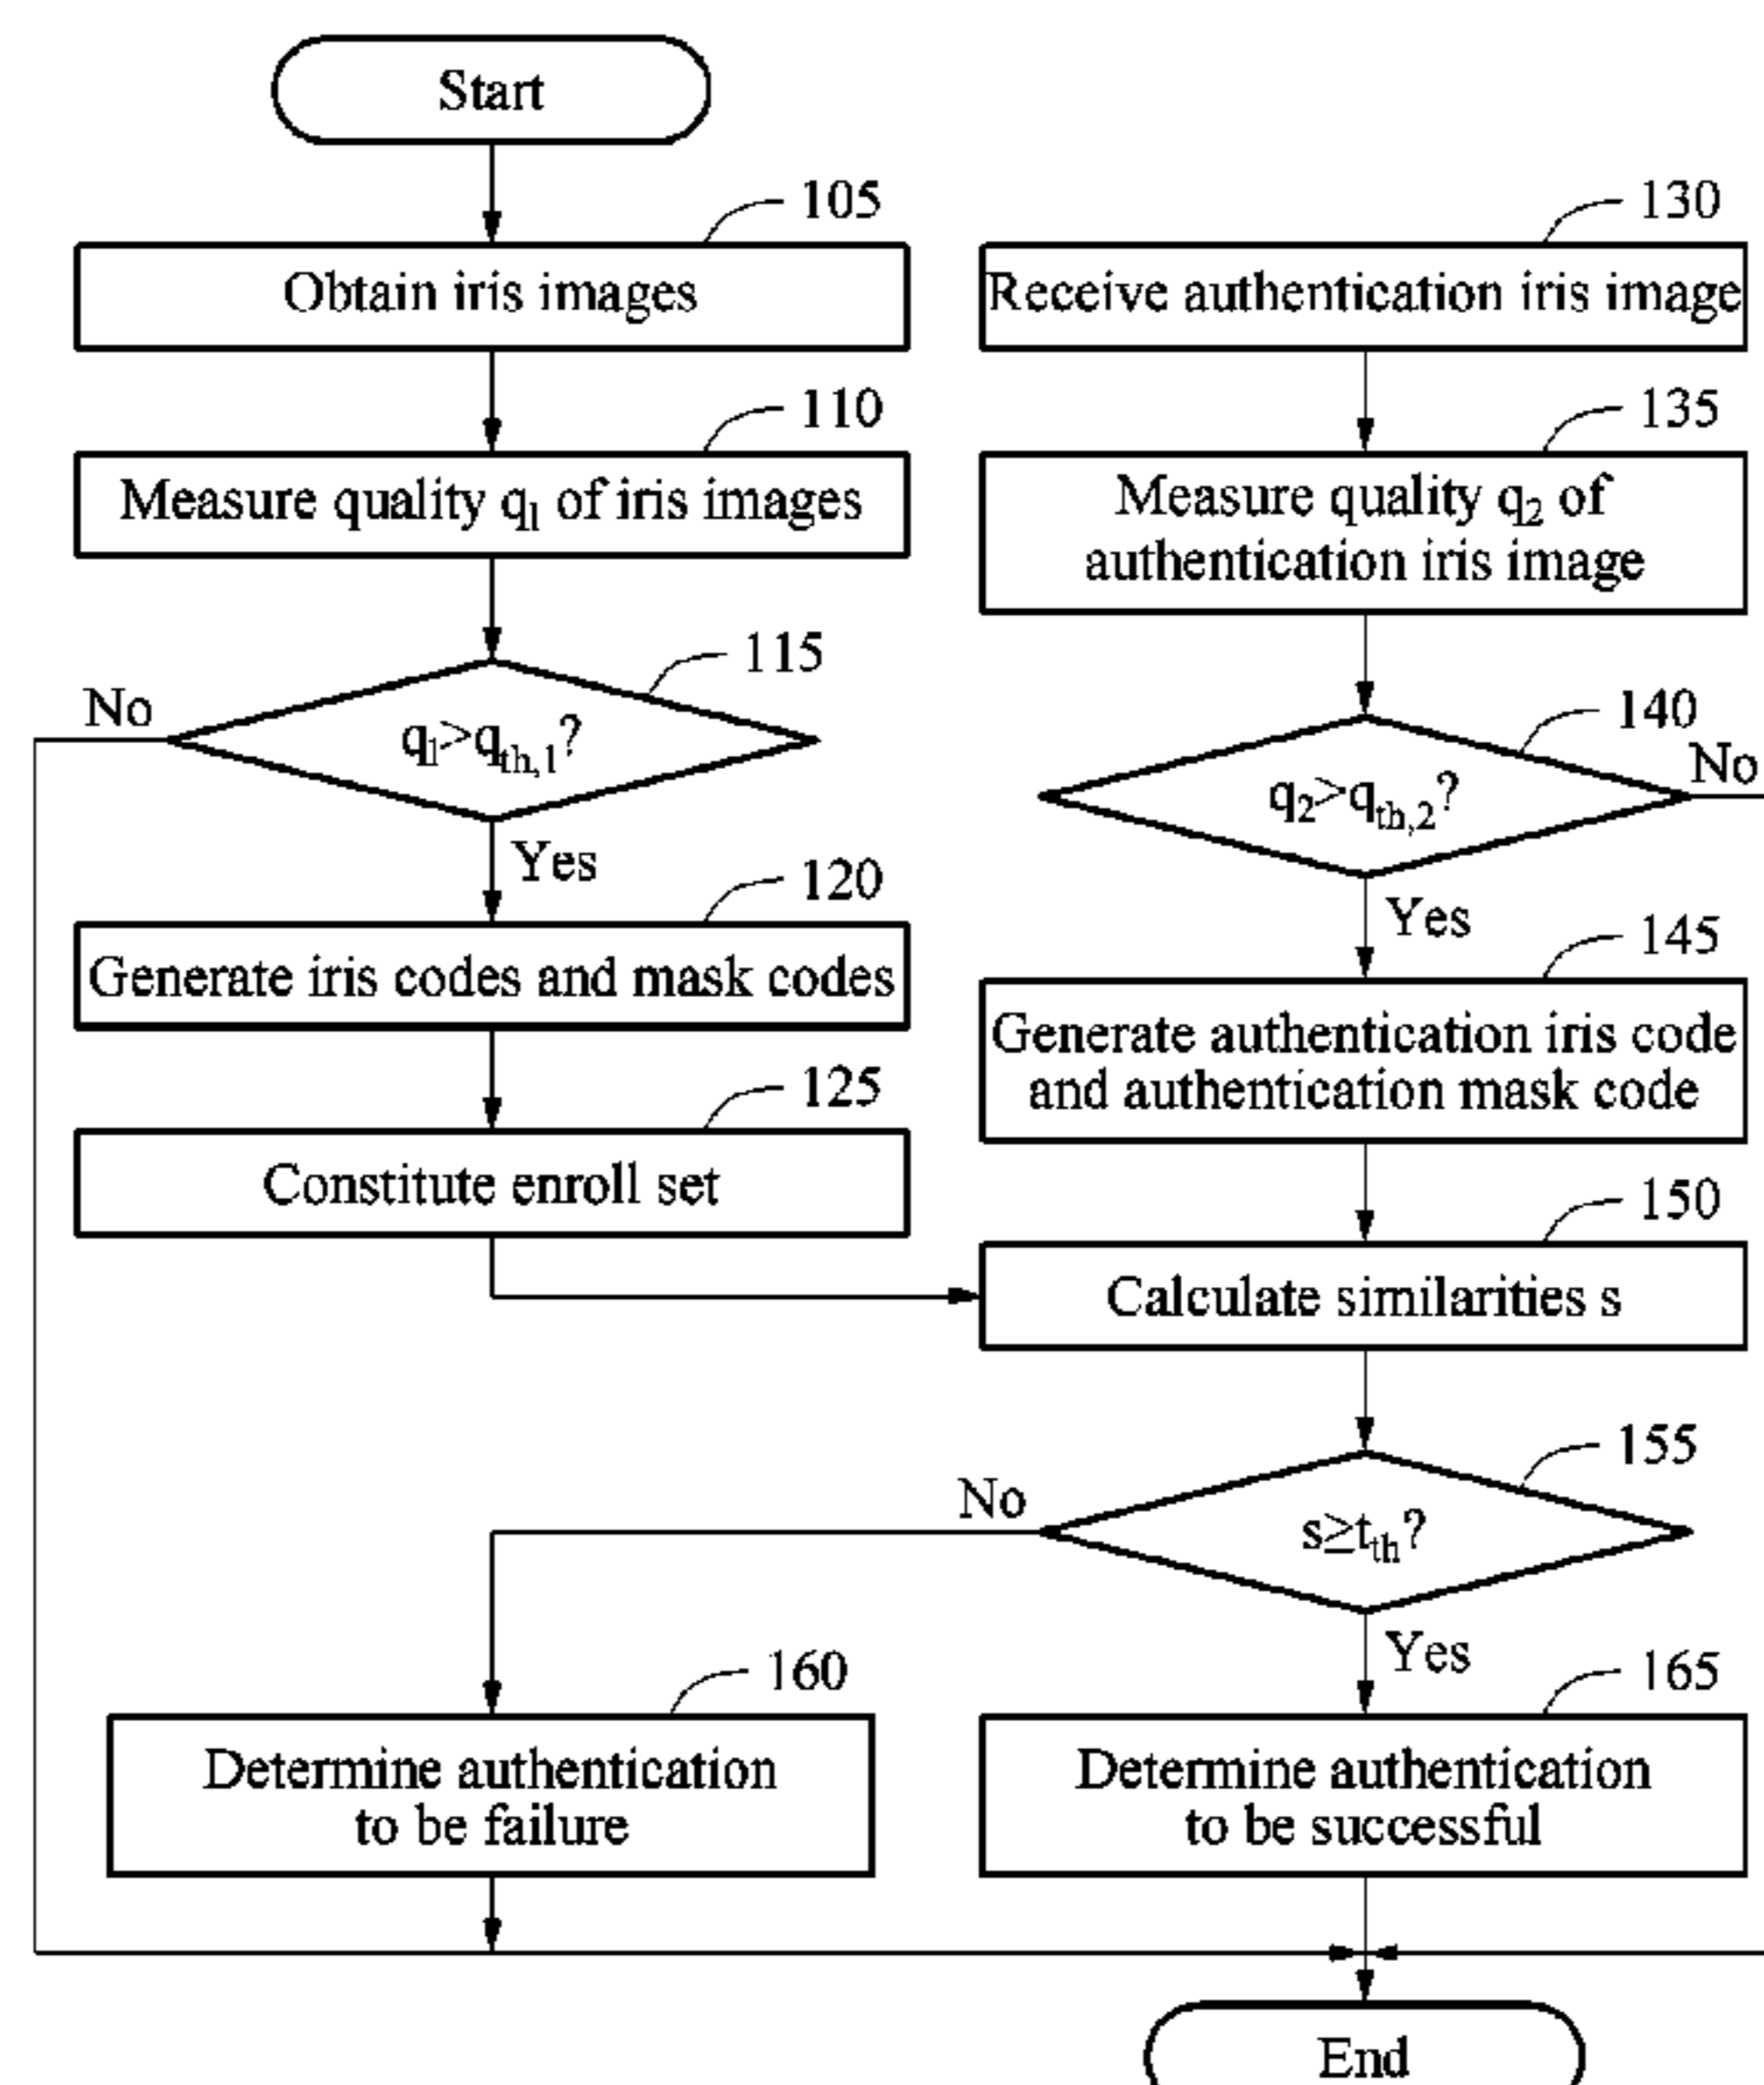 Start
105
Obtain iris images
110
Measure quality q₁ of iris images
115
q₁>qth,1?
No
Yes
120
Generate iris codes and mask codes
125
Constitute enroll set
130
Receive authentication iris image
135
Measure quality q₂ of
authentication iris image
140
q₂>qth,2?
No
Yes
145
Generate authentication iris code
and authentication mask code
150
Calculate similarities s
155
s≥tth?
No
Yes
160
Determine authentication
to be failure
165
Determine authentication
to be successful
End